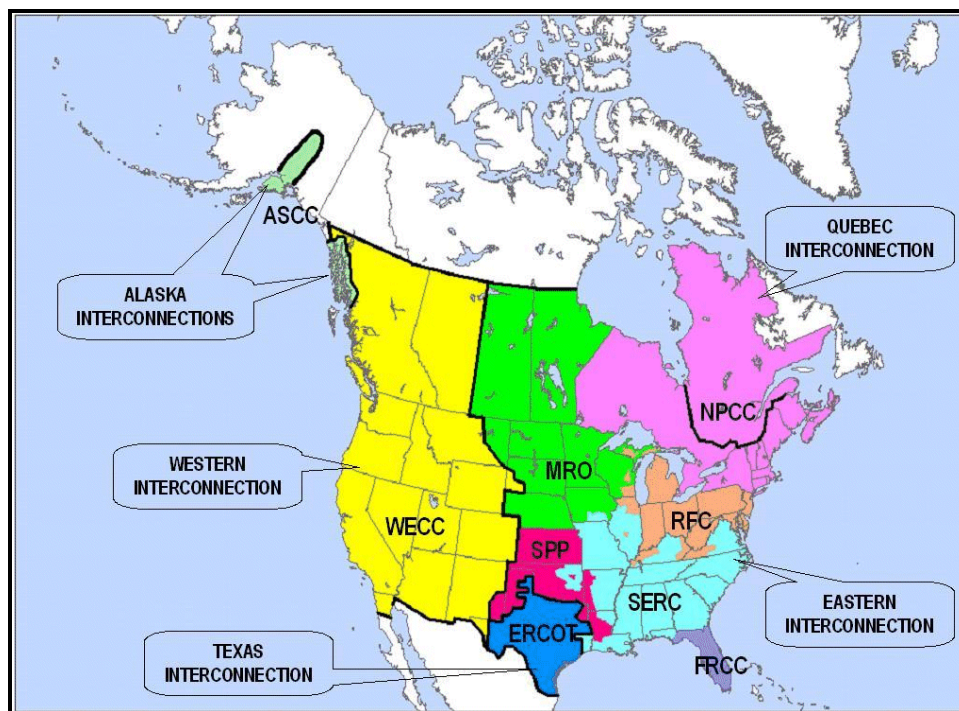 ASCC
QUEBEC
INTERCONNECTION
ALASKA
INTERCONNECTIONS
NPCC
WESTERN
INTERCONNECTION
MRO
WECC
RFC
SPP
SERC
EASTERN
INTERCONNECTION
ERCOT
TEXAS
INTERCONNECTION
FRCC